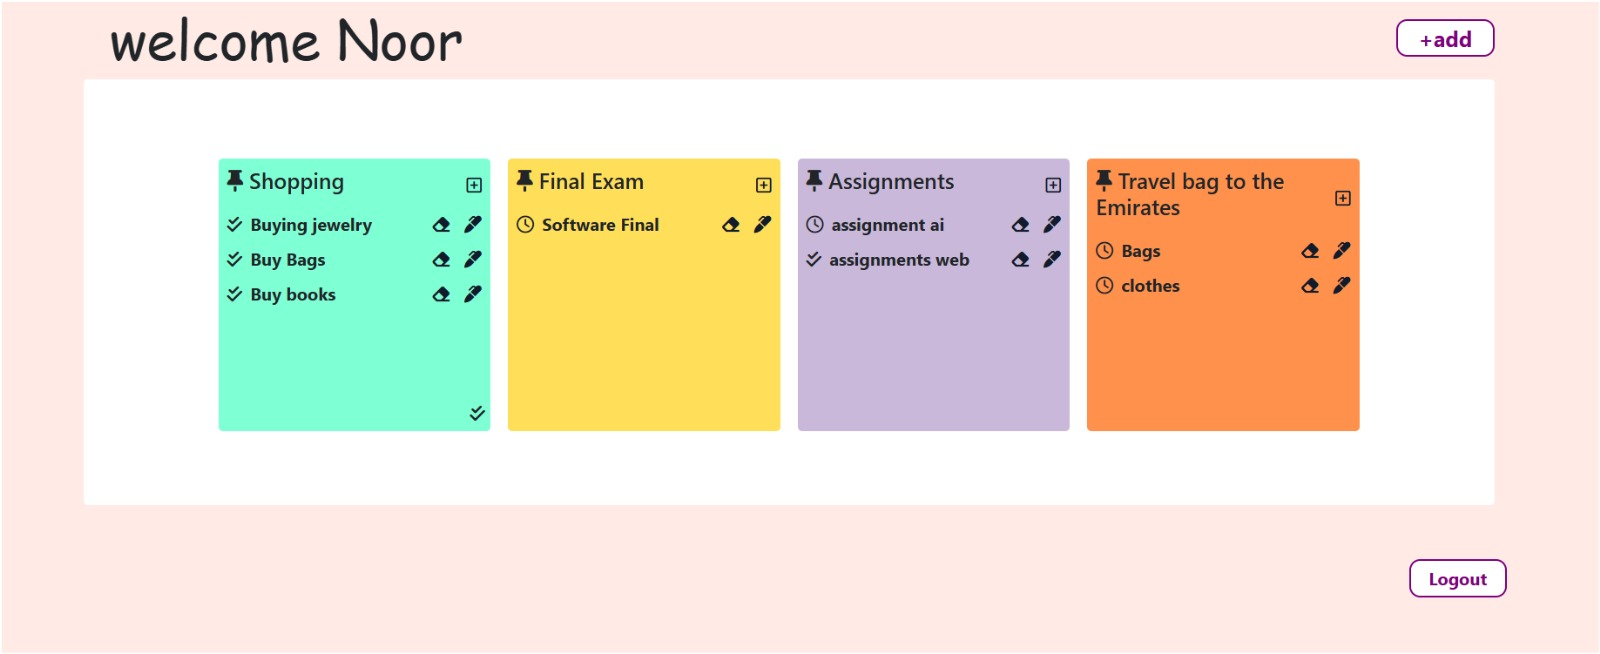 welcome Noor
+add
Shopping
Buying jewelry
Buy Bags
Buy books
Final Exam
Software Final
Assignments
assignment ai
assignments web
Travel bag to the
Emirates
Bags
clothes
Logout